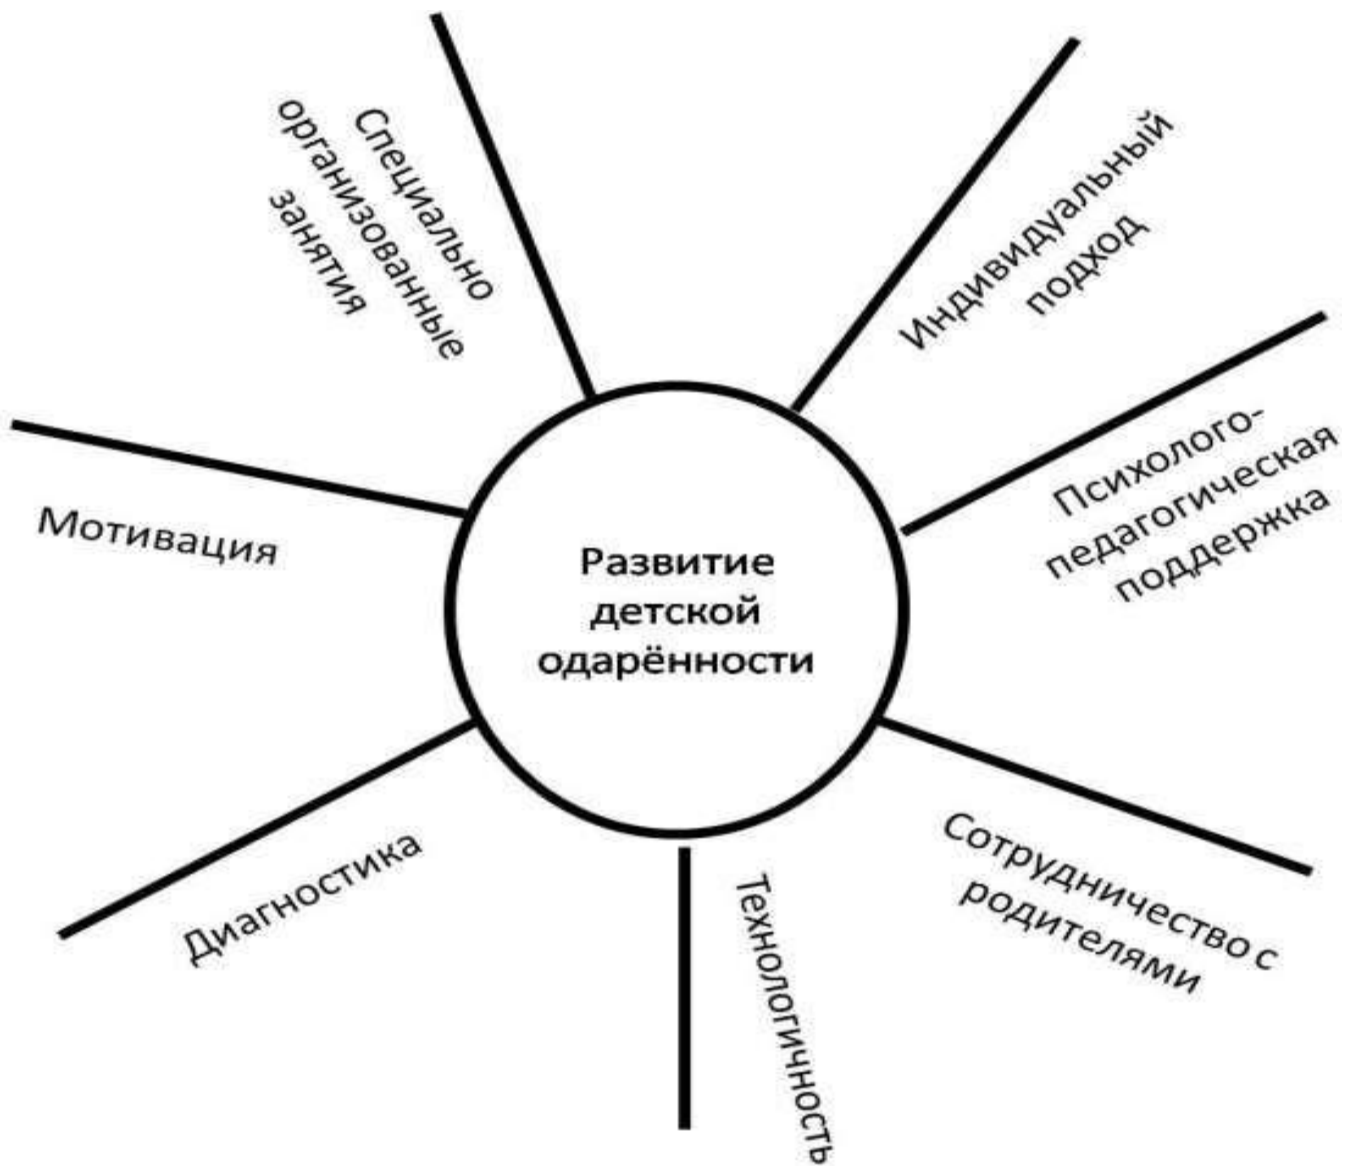 Специально
организованные
занятия
Индивидуальный
подход
Психолого-
педагогическая
поддержка
Мотивация
Развитие
детской
одарённости
Диагностика
Технологичность
Сотрудничество с
родителями